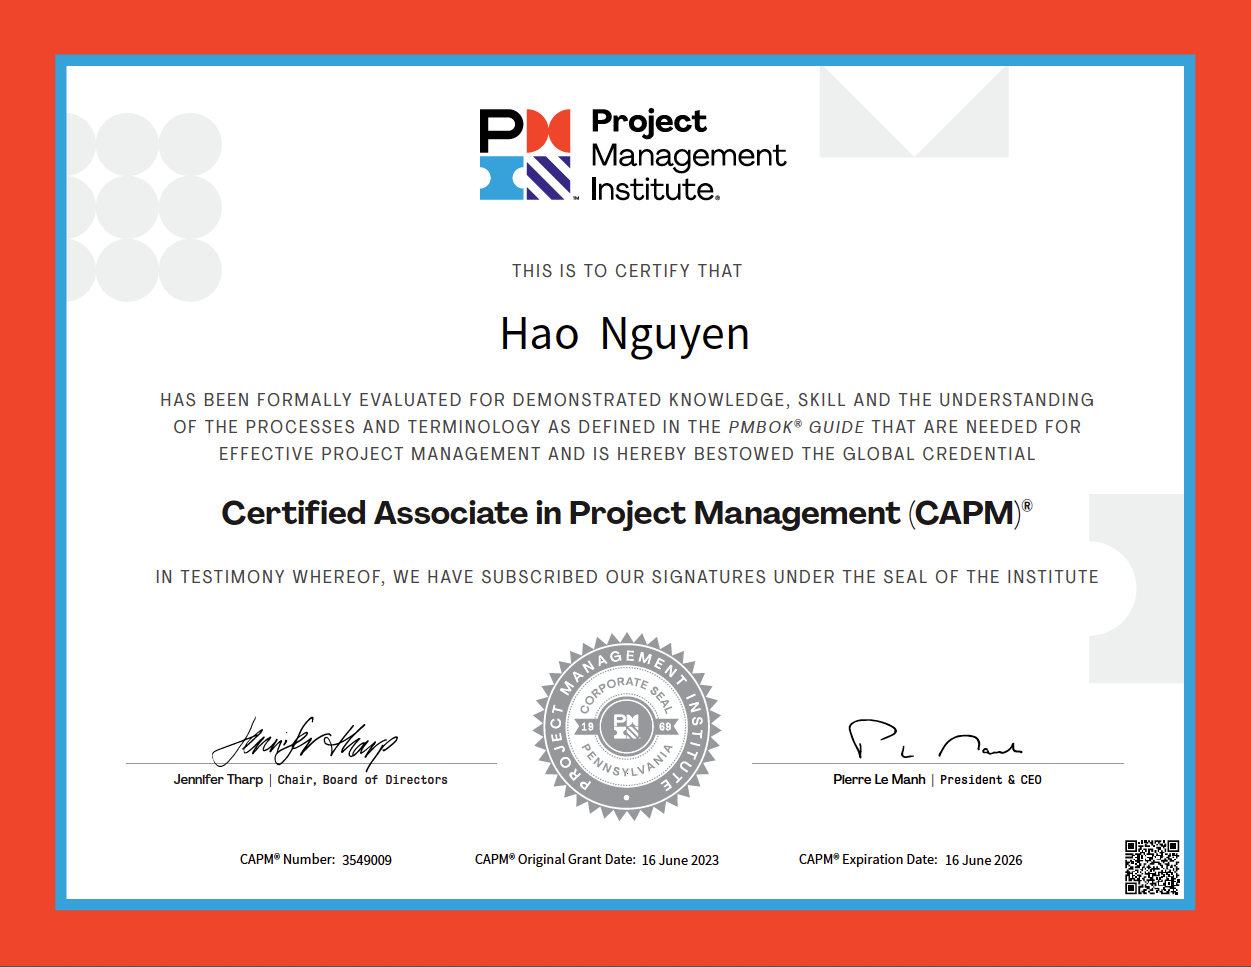 PM
™
Project
Management
Institute®
THIS IS TO CERTIFY THAT
Hao Nguyen
HAS BEEN FORMALLY EVALUATED FOR DEMONSTRATED KNOWLEDGE, SKILL AND THE UNDERSTANDING
OF THE PROCESSES AND TERMINOLOGY AS DEFINED IN THE PMBOK® GUIDE THAT ARE NEEDED FOR
EFFECTIVE PROJECT MANAGEMENT AND IS HEREBY BESTOWED THE GLOBAL CREDENTIAL
Certified Associate in Project Management (CAPM)®
IN TESTIMONY WHEREOF, WE HAVE SUBSCRIBED OUR SIGNATURES UNDER THE SEAL OF THE INSTITUTE
PROJECT MANAGEMENT INSTITUTE
CORPORATE SEAL
19 PMI 69
PENNSYLVANIA
Jennifer Tharp
Jennifer Tharp | Chair, Board of Directors
P Le Manh
Pierre Le Manh | President & CEO
CAPM® Number: 3549009
CAPM® Original Grant Date: 16 June 2023
CAPM® Expiration Date: 16 June 2026